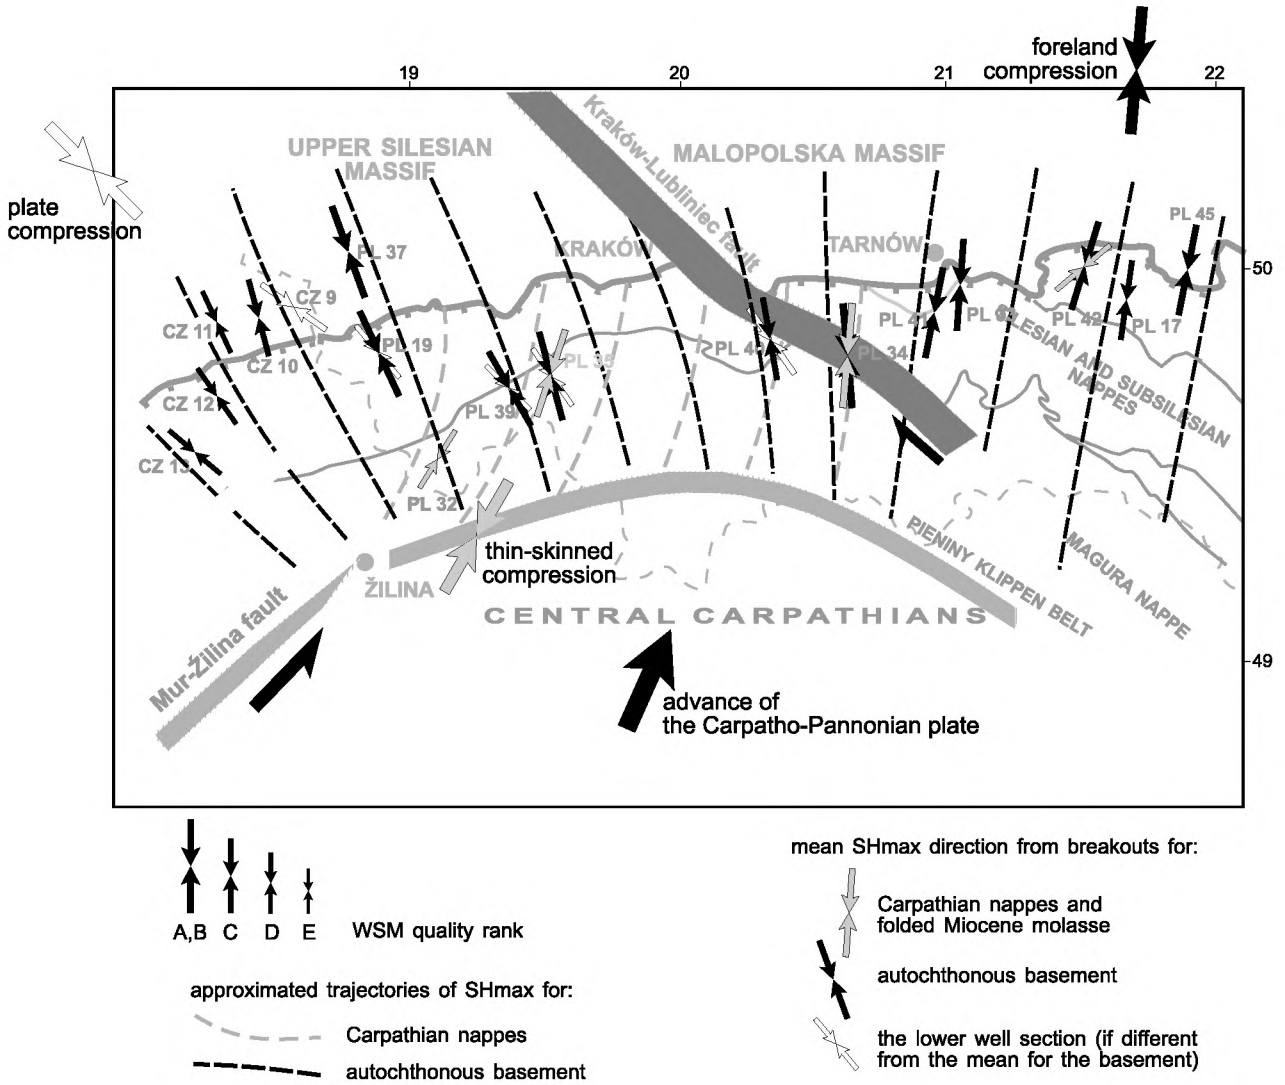 foreland
compression
19
20
21
22
UPPER SILESIAN
MASSIF
Kraków-Lubliniec fault
MALOPOLSKA MASSIF
plate
compression
PL 45
PL 37
KRAKÓW
TARNÓW
50
CZ 9
CZ 11
CZ 10
PL 19
PL 35
PL 40
PL 34
PL 41
PL 42
PL 17
SILESIAN AND SUBSILESIAN
NAPPES
CZ 12
PL 39
CZ 13
PL 32
thin-skinned
compression
ŽILINA
PIENINY KLIPPEN BELT
MAGURA NAPPE
CENTRAL CARPATHIANS
Mur-Žilina fault
49
advance of
the Carpatho-Pannonian plate
A,B C D E WSM quality rank
approximated trajectories of SHmax for:
Carpathian nappes
autochthonous basement
mean SHmax direction from breakouts for:
Carpathian nappes and
folded Miocene molasse
autochthonous basement
the lower well section (if different
from the mean for the basement)